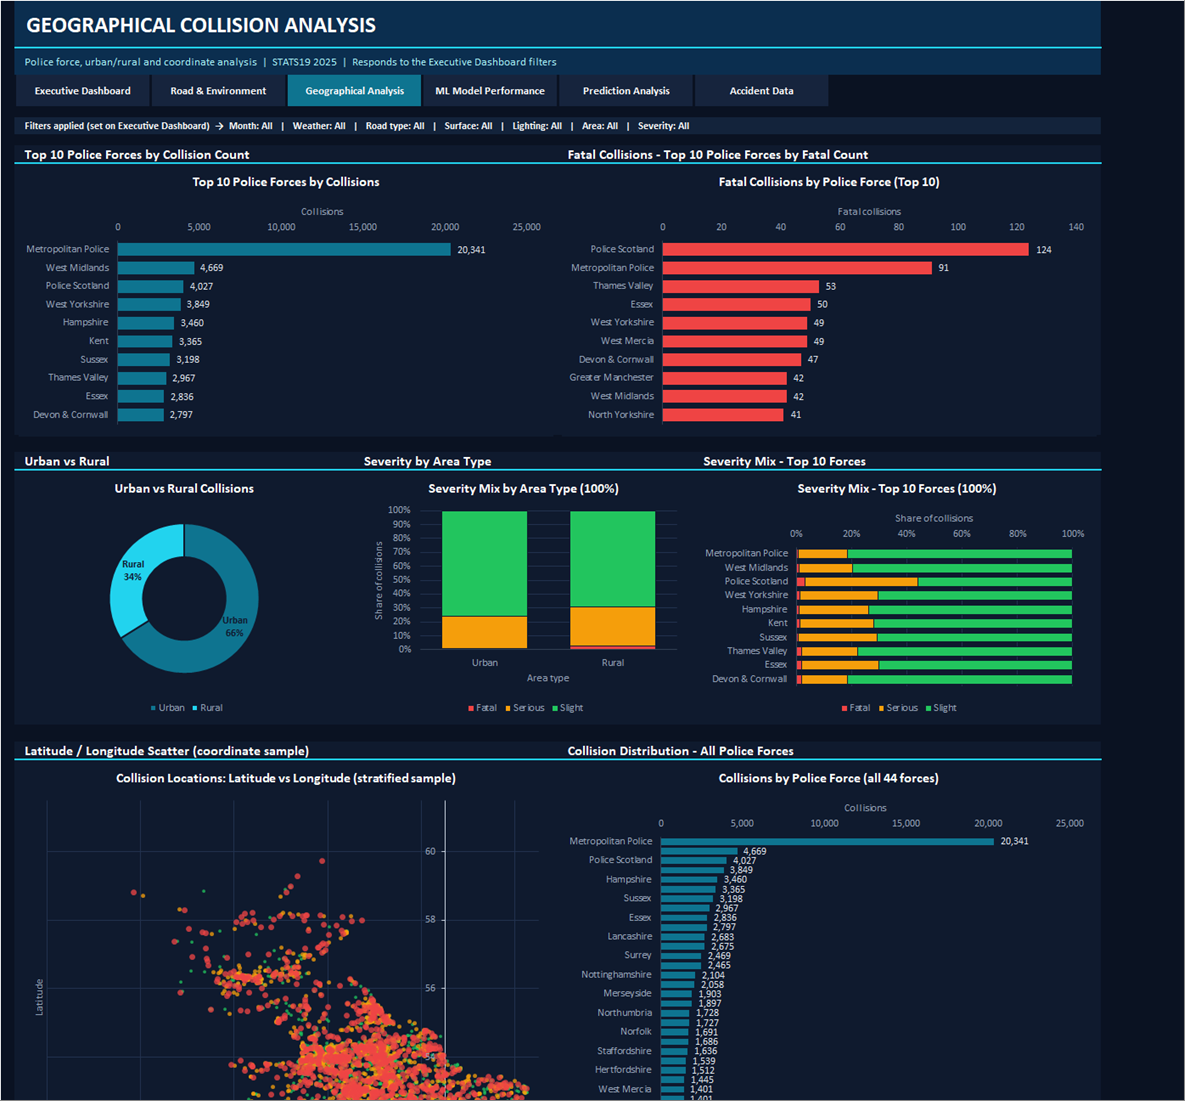 GEOGRAPHICAL COLLISION ANALYSIS
Police force, urban/rural and coordinate analysis | STATS19 2025 | Responds to the Executive Dashboard filters
Executive Dashboard Road & Environment Geographical Analysis ML Model Performance Prediction Analysis Accident Data
Filters applied (set on Executive Dashboard) → Month: All | Weather: All | Road type: All | Surface: All | Lighting: All | Area: All | Severity: All
Top 10 Police Forces by Collision Count
Top 10 Police Forces by Collisions
Collisions
0 5,000 10,000 15,000 20,000 25,000
Metropolitan Police 20,341
West Midlands 4,669
Police Scotland 4,027
West Yorkshire 3,849
Hampshire 3,460
Kent 3,365
Sussex 3,198
Thames Valley 2,967
Essex 2,836
Devon & Cornwall 2,797
Fatal Collisions - Top 10 Police Forces by Fatal Count
Fatal Collisions by Police Force (Top 10)
Fatal collisions
0 20 40 60 80 100 120 140
Police Scotland 124
Metropolitan Police 91
Thames Valley 53
Essex 50
West Yorkshire 49
West Mercia 49
Devon & Cornwall 47
Greater Manchester 42
West Midlands 42
North Yorkshire 41
Urban vs Rural
Urban vs Rural Collisions
Rural
34%
Urban
66%
Urban Rural
Severity by Area Type
Severity Mix by Area Type (100%)
Share of collisions
100%
90%
80%
70%
60%
50%
40%
30%
20%
10%
0%
Urban Rural
Area type
Fatal Serious Slight
Severity Mix - Top 10 Forces
Severity Mix - Top 10 Forces (100%)
Share of collisions
0% 20% 40% 60% 80% 100%
Metropolitan Police
West Midlands
Police Scotland
West Yorkshire
Hampshire
Kent
Sussex
Thames Valley
Essex
Devon & Cornwall
Fatal Serious Slight
Latitude / Longitude Scatter (coordinate sample)
Collision Locations: Latitude vs Longitude (stratified sample)
Latitude
60
58
56
Collision Distribution - All Police Forces
Collisions by Police Force (all 44 forces)
Collisions
0 5,000 10,000 15,000 20,000 25,000
Metropolitan Police 20,341
4,669
Police Scotland 4,027
3,849
Hampshire 3,460
3,365
Sussex 3,198
2,967
Essex 2,836
2,797
Lancashire 2,683
2,675
Surrey 2,469
2,465
Nottinghamshire 2,104
2,058
Merseyside 1,903
1,897
Northumbria 1,728
1,727
Norfolk 1,691
1,686
Staffordshire 1,636
1,539
Hertfordshire 1,512
1,445
West Mercia 1,401